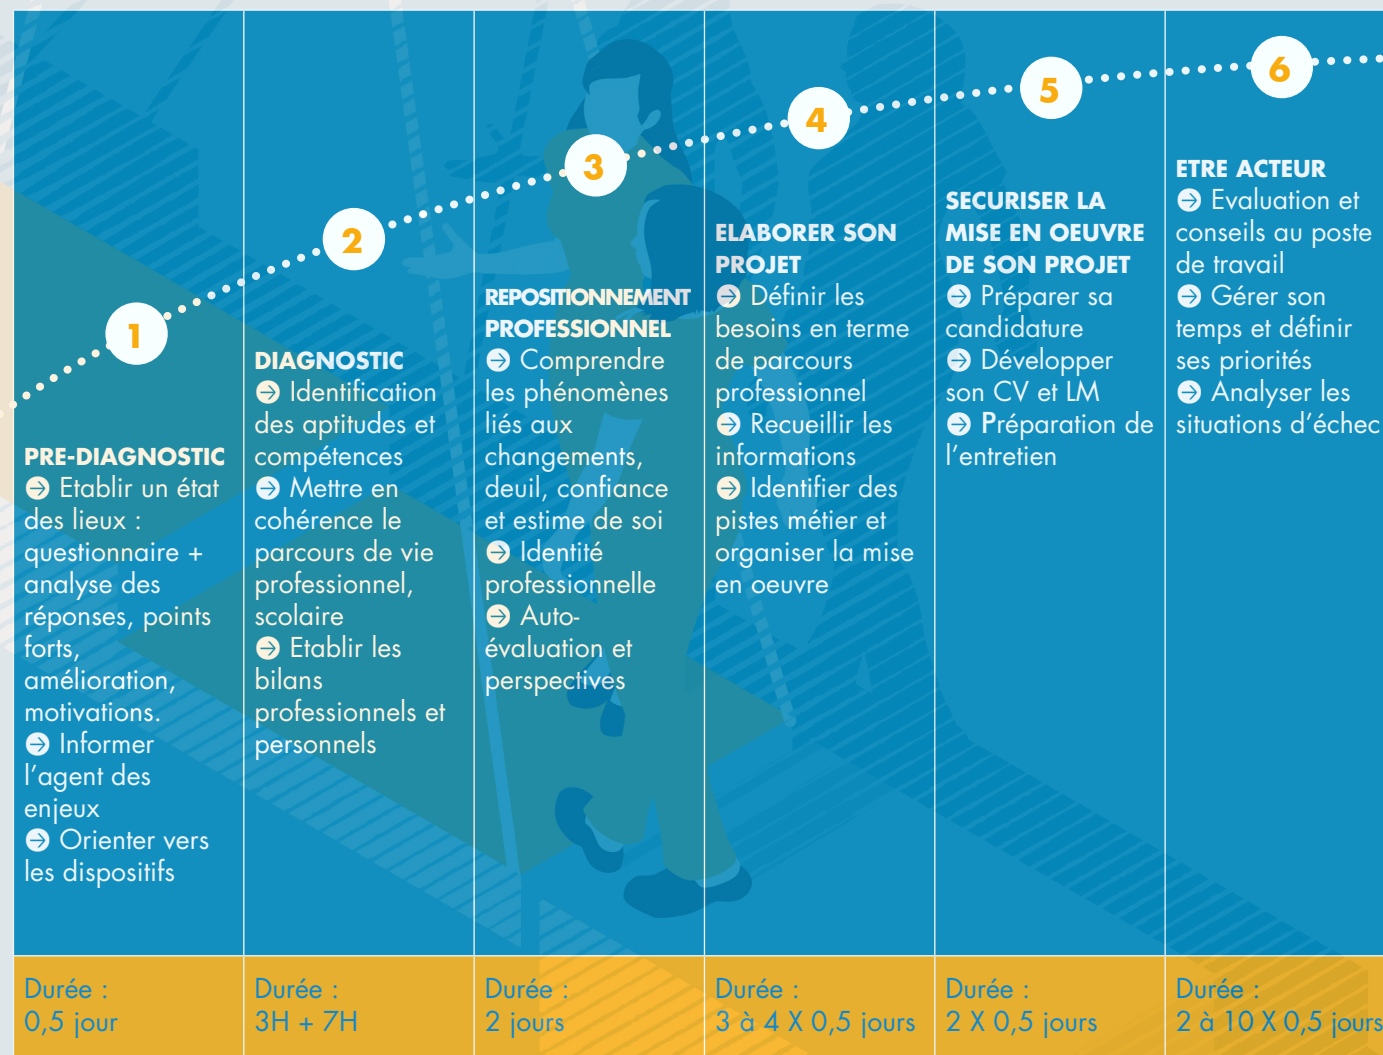 1
PRE-DIAGNOSTIC
➔ Etablir un état
des lieux :
questionnaire +
analyse des
réponses, points
forts,
amélioration,
motivations.
➔ Informer
l’agent des
enjeux
➔ Orienter vers
les dispositifs
Durée :
0,5 jour
2
DIAGNOSTIC
➔ Identification
des aptitudes et
compétences
➔ Mettre en
cohérence le
parcours de vie
professionnel,
scolaire
➔ Etablir les
bilans
professionnels et
personnels
Durée :
3H + 7H
3
REPOSITIONNEMENT
PROFESSIONNEL
➔ Comprendre
les phénomènes
liés aux
changements,
deuil, confiance
et estime de soi
➔ Identité
professionnelle
➔ Auto-
évaluation et
perspectives
Durée :
2 jours
4
ELABORER SON
PROJET
➔ Définir les
besoins en terme
de parcours
professionnel
➔ Recueillir les
informations
➔ Identifier des
pistes métier et
organiser la mise
en oeuvre
Durée :
3 à 4 X 0,5 jours
5
SECURISER LA
MISE EN OEUVRE
DE SON PROJET
➔ Préparer sa
candidature
➔ Développer
son CV et LM
➔ Préparation de
l’entretien
Durée :
2 X 0,5 jours
6
ETRE ACTEUR
➔ Evaluation et
conseils au poste
de travail
➔ Gérer son
temps et définir
ses priorités
➔ Analyser les
situations d’échec
Durée :
2 à 10 X 0,5 jours